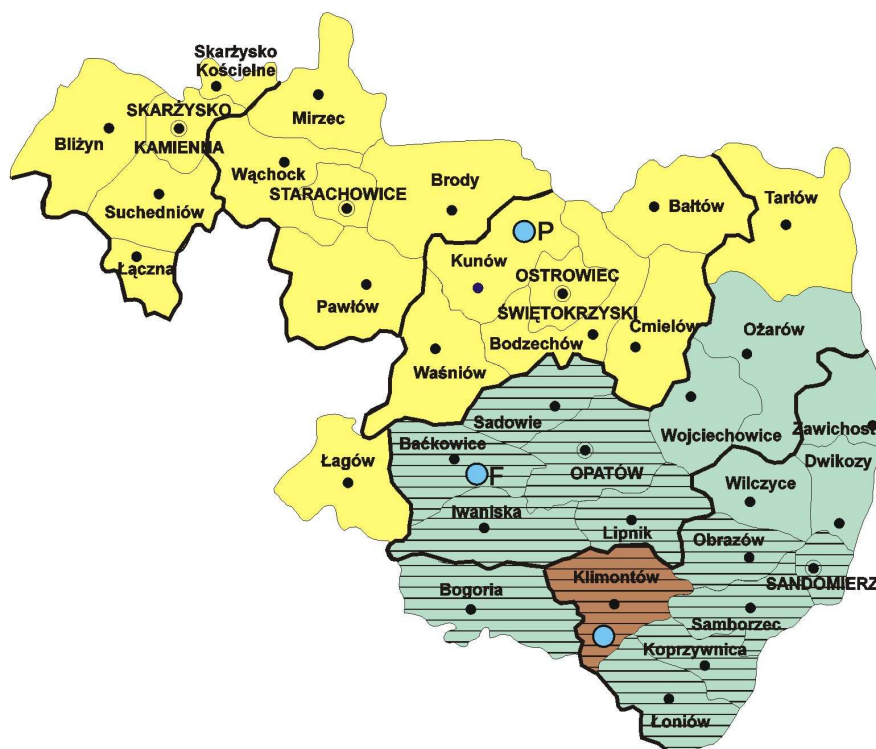 Skarżysko
Kościelne
SKARŻYSKO
KAMIENNA
Mirzec
Bliżyn
Wąchock
STARACHOWICE
Brody
Suchedniów
Bałtów
Tarłów
P
Łączna
Kunów
OSTROWIEC
ŚWIĘTOKRZYSKI
Pawłów
Bodzechów
Ćmielów
Ożarów
Waśniów
Sadowie
Wojciechowice
Zawichost
Baćkowice
Łagów
F
OPATÓW
Dwikozy
Wilczyce
Iwaniska
Lipnik
Obrazów
Klimontów
SANDOMIERZ
Bogoria
Samborzec
Koprzywnica
Łoniów